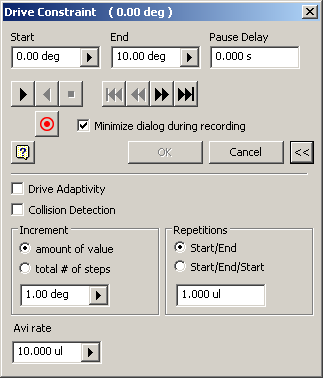 Drive Constraint ( 0.00 deg )
Start End Pause Delay
0.00 deg 10.00 deg 0.000 s
Minimize dialog during recording
? OK Cancel <<
Drive Adaptivity
Collision Detection
Increment Repetitions
amount of value Start/End
total # of steps Start/End/Start
1.00 deg 1.000 ul
Avi rate
10.000 ul